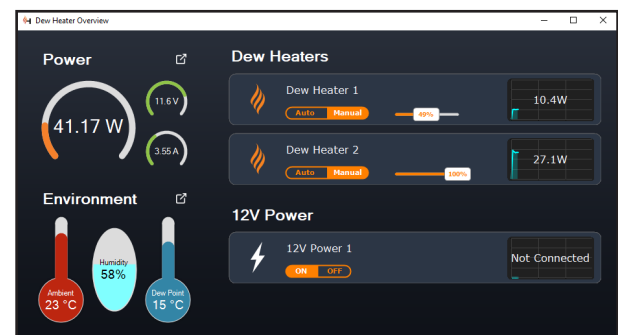 Dew Heater Overview
Power
41.17 W
11.6 V
3.55 A
Environment
Ambient
23 °C
Humidity
58%
Dew Point
15 °C
Dew Heaters
Dew Heater 1
Auto Manual
49%
10.4W
Dew Heater 2
Auto Manual
100%
27.1W
12V Power
12V Power 1
ON OFF
Not Connected